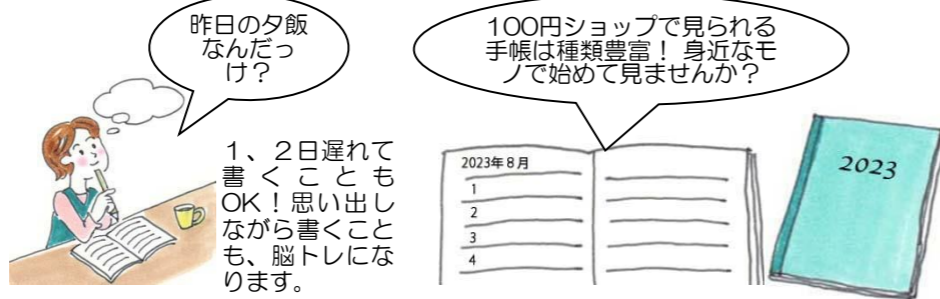 昨日の夕飯
なんだっ
け？
１、２日遅れて
書くことも
OK！思い出し
ながら書くこと
も、脳トレにな
ります。
100円ショップで見られる
手帳は種類豊富！ 身近なモ
ノで始めて見ませんか？
2023年8月
1
2
3
4
2023